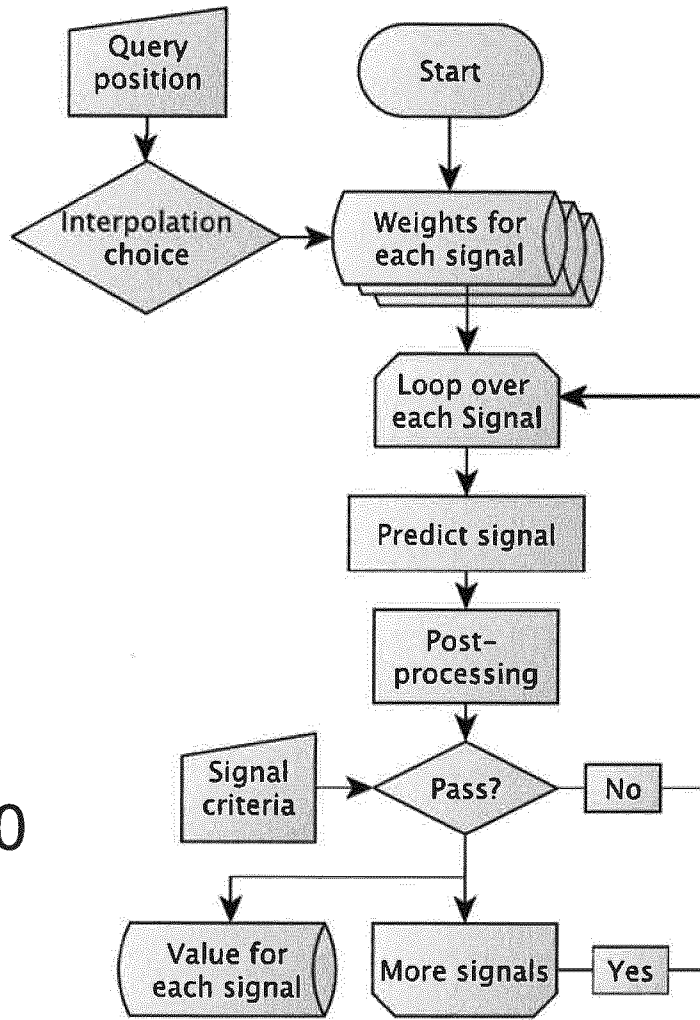 Query
position
Start
Interpolation
choice
Weights for
each signal
Loop over
each Signal
Predict signal
Post-
processing
Signal
criteria
Pass?
No
0
Value for
each signal
More signals
Yes